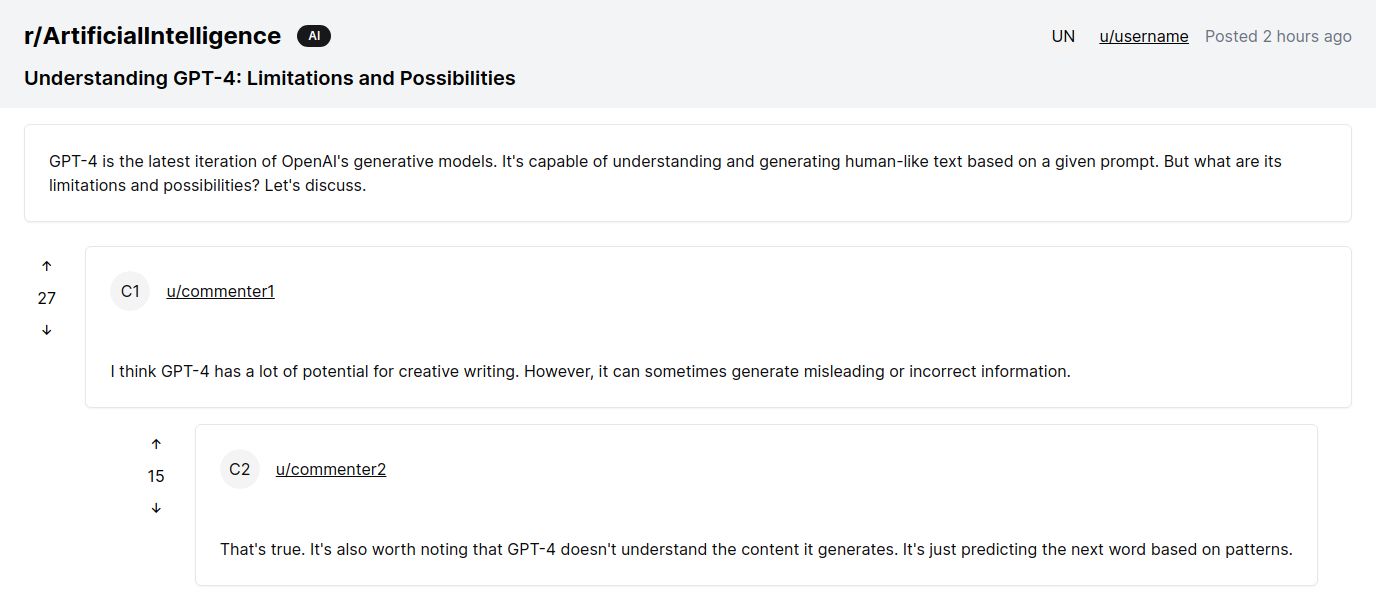 r/ArtificialIntelligence AI UN u/username Posted 2 hours ago
Understanding GPT-4: Limitations and Possibilities
GPT-4 is the latest iteration of OpenAI's generative models. It's capable of understanding and generating human-like text based on a given prompt. But what are its
limitations and possibilities? Let's discuss.
↑
27
↓
C1 u/commenter1
I think GPT-4 has a lot of potential for creative writing. However, it can sometimes generate misleading or incorrect information.
↑
15
↓
C2 u/commenter2
That's true. It's also worth noting that GPT-4 doesn't understand the content it generates. It's just predicting the next word based on patterns.